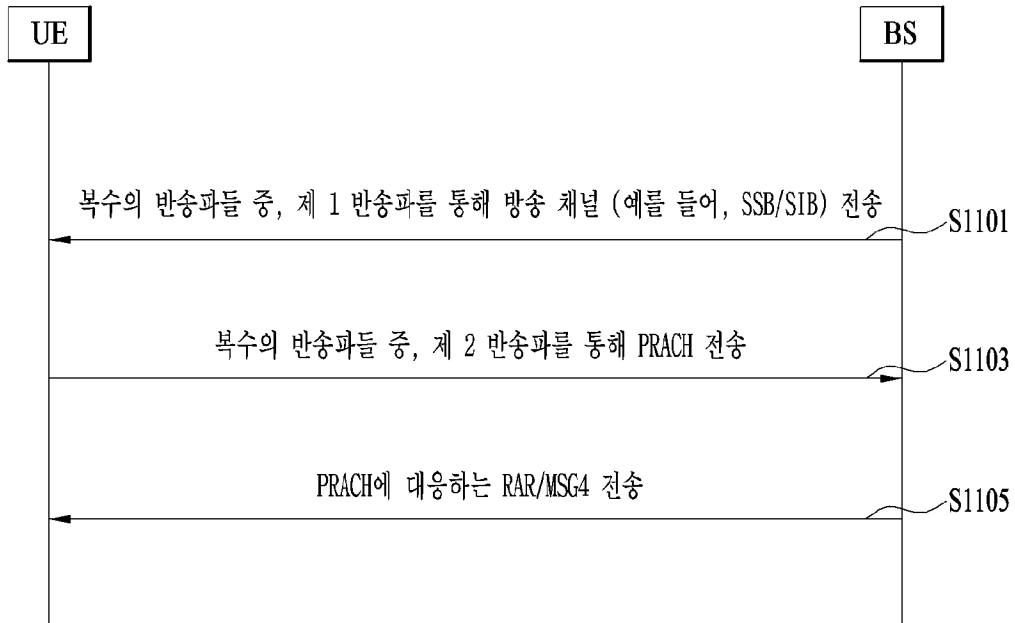 UE
BS
복수의 반송파들 중, 제 1 반송파를 통해 방송 채널 (예를 들어, SSB/SIB) 전송
S1101
복수의 반송파들 중, 제 2 반송파를 통해 PRACH 전송
S1103
PRACH에 대응하는 RAR/MSG4 전송
S1105